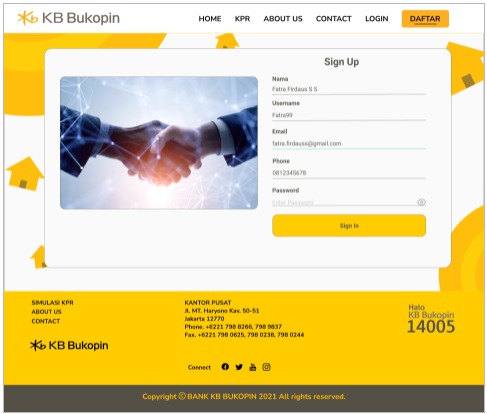 KB Bukopin
HOME KPR ABOUT US CONTACT LOGIN DAFTAR
Sign Up
Nama
Fatra Firdaus S S
Username
Fatra99
Email
fatra.firdauss@gmail.com
Phone
0812345678
Password
Enter Password.
Sign In
SIMULASI KPR
ABOUT US
CONTACT
KB Bukopin
KANTOR PUSAT
Jl. MT. Haryono Kav. 50-51
Jakarta 12770
Phone. +6221 798 8266, 798 9837
Fax. +6221 798 0625, 798 0238, 798 0244
Halo
KB Bukopin
14005
Connect
Copyright © BANK KB BUKOPIN 2021 All rights reserved.